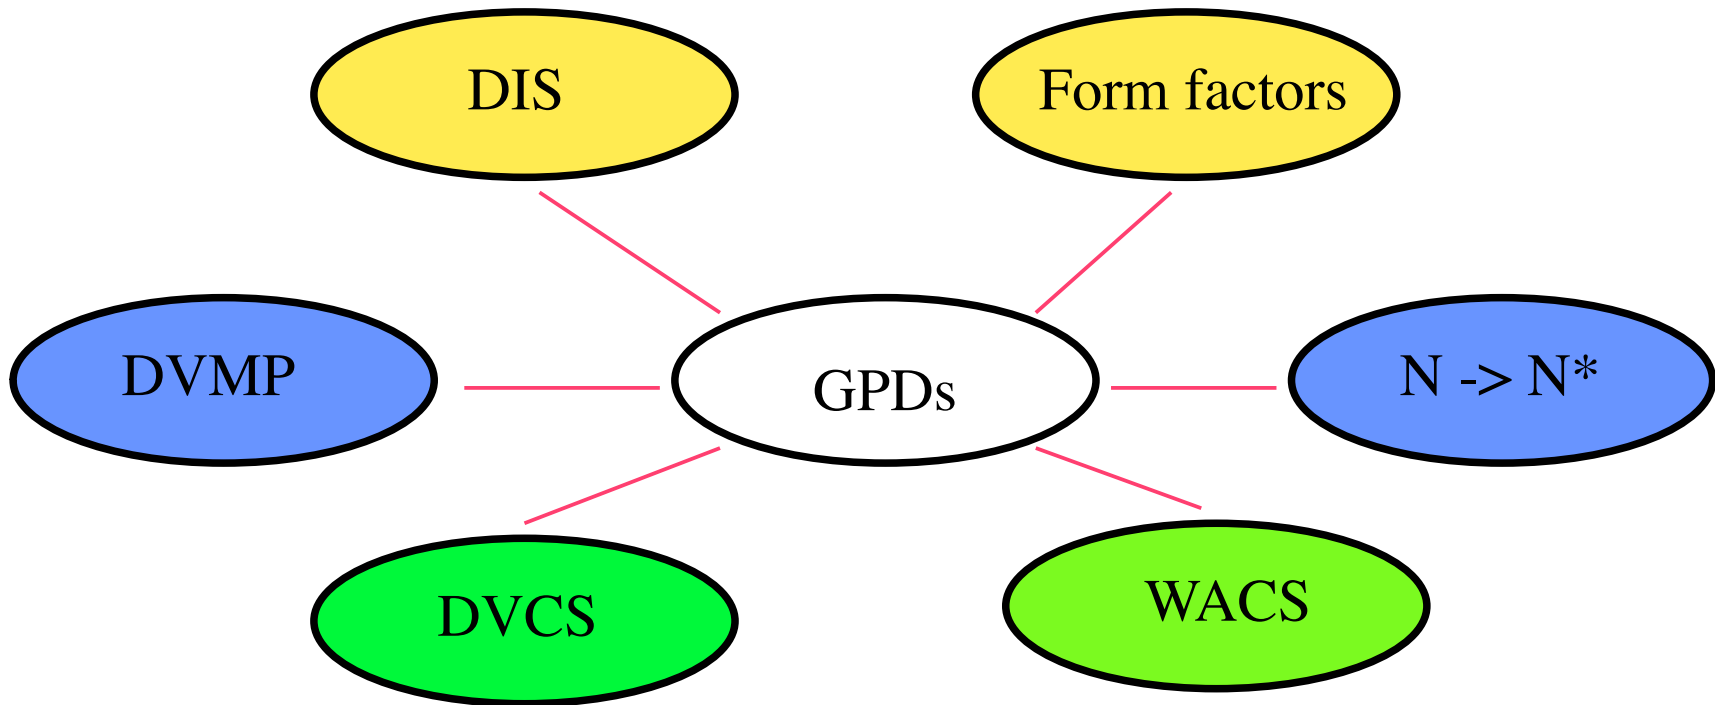 DIS
Form factors
DVMP
GPDs
N -> N*
DVCS
WACS